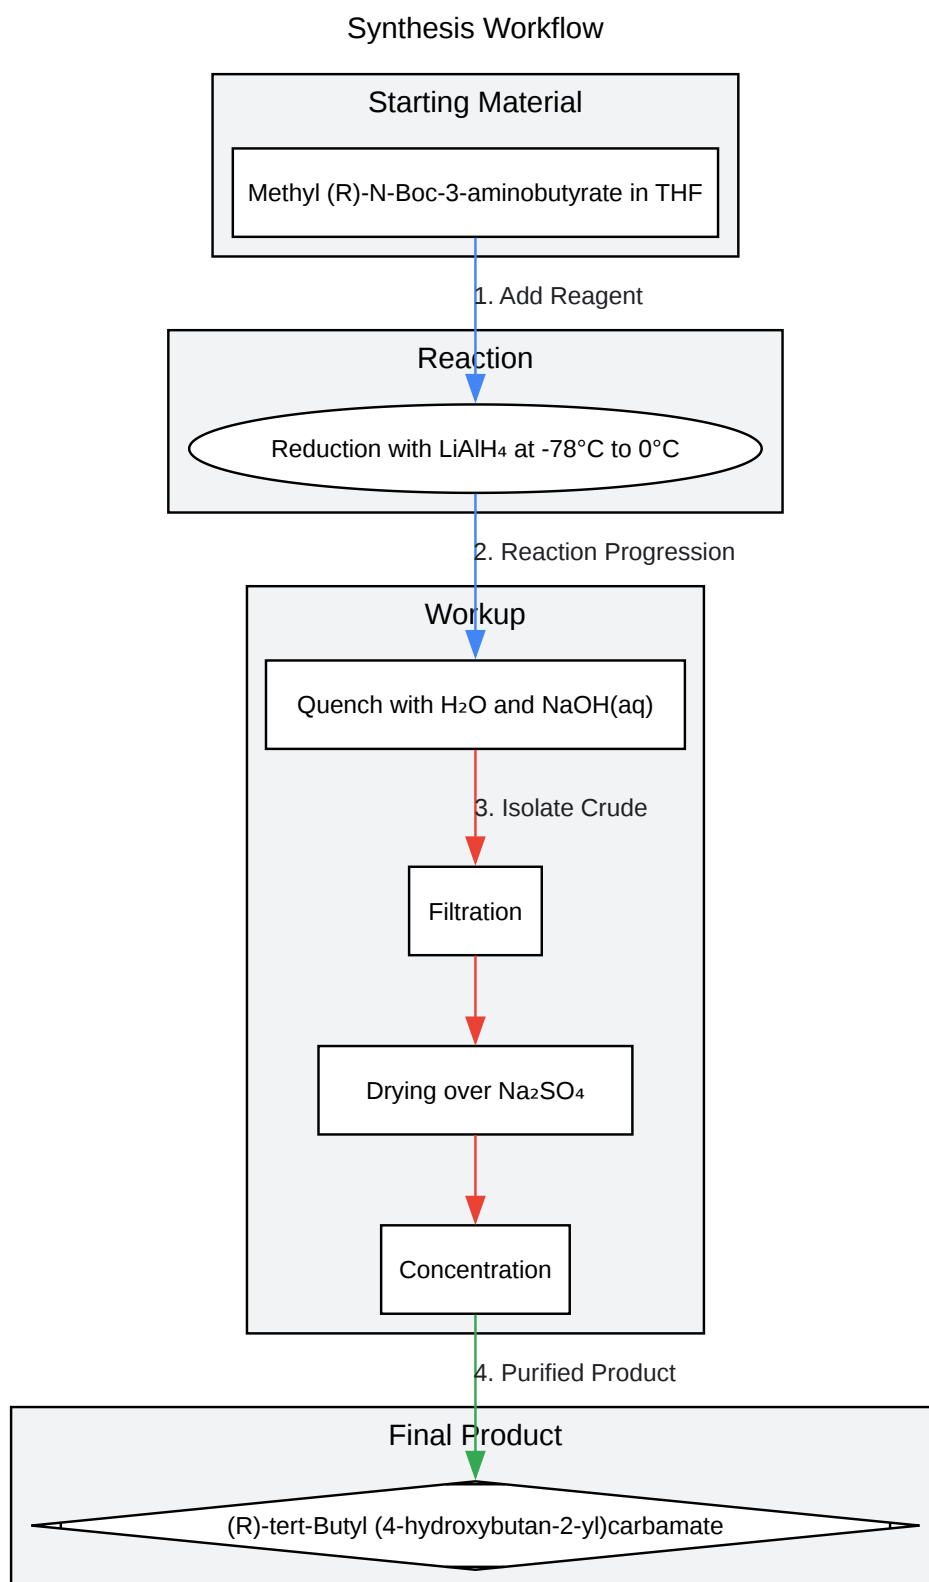 Synthesis Workflow
Starting Material
Methyl (R)-N-Boc-3-aminobutyrate in THF
1. Add Reagent
Reaction
Reduction with LiAlH₄ at -78°C to 0°C
2. Reaction Progression
Workup
Quench with H₂O and NaOH(aq)
3. Isolate Crude
Filtration
Drying over Na₂SO₄
Concentration
4. Purified Product
Final Product
(R)-tert-Butyl (4-hydroxybutan-2-yl)carbamate